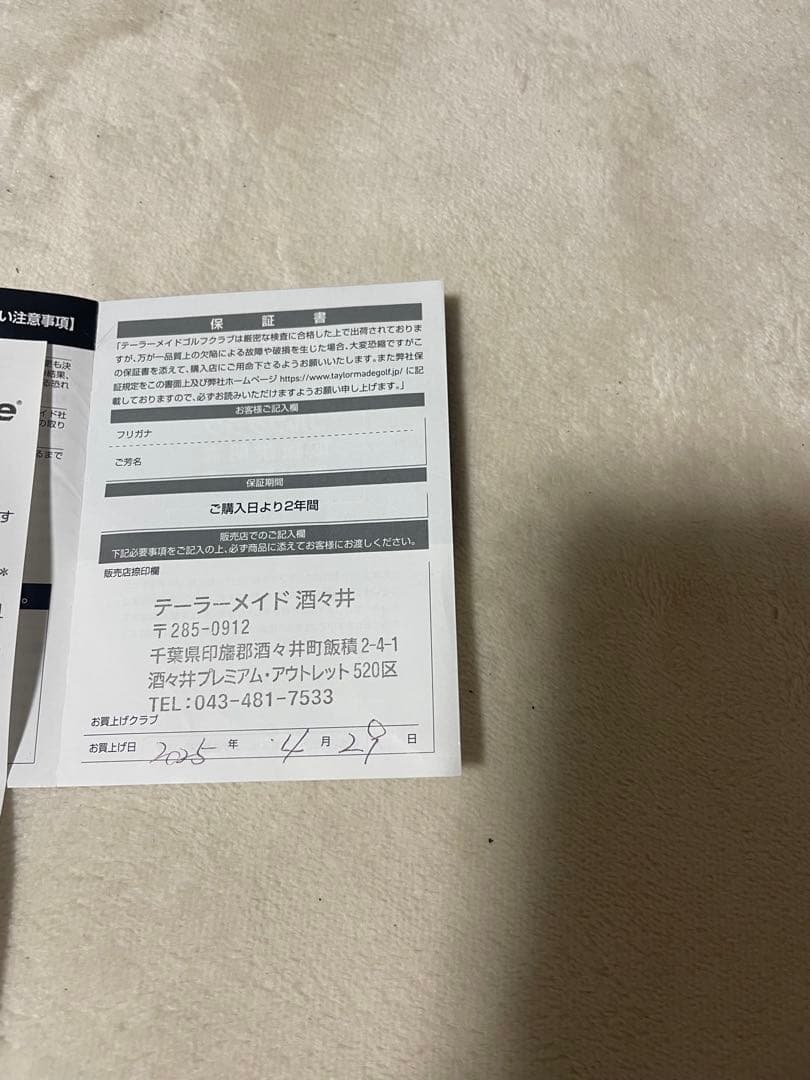 い注意事項】
e®
イド社
の取り
るまで
す
*
保証書
「テーラーメイドゴルフクラブは厳密な検査に合格した上で出荷されておりま
すが、万が一品質上の欠陥による故障や破損を生じた場合、大変恐縮ですがこ
の保証書を添えて、購入店にご用命下さるようお願いいたします。また弊社保
証規定をこの書面上及び弊社ホームページ https://www.taylormadegolf.jp/ に記
載しておりますので、必ずお読みいただけますようお願い申し上げます。」
お客様ご記入欄
フリガナ
ご芳名
保証期間
ご購入日より2年間
販売店でのご記入欄
下記必要事項をご記入の上、必ず商品に添えてお客様にお渡しください。
販売店捺印欄
テーラーメイド 酒々井
〒285-0912
千葉県印旛郡酒々井町飯積2-4-1
酒々井プレミアム・アウトレット 520区
TEL:043-481-7533
お買上げクラブ
お買上げ日 2025 年 4 月 29 日